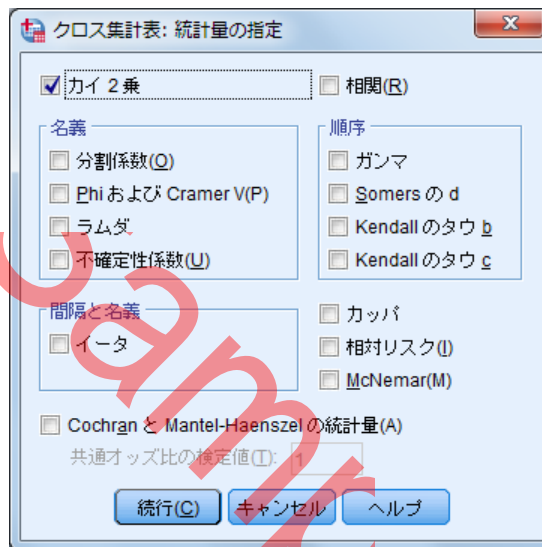 クロス集計表: 統計量の指定
カイ 2 乗
相関(R)
名義
分割係数(O)
Phi および Cramer V(P)
ラムダ
不確定性係数(U)
順序
ガンマ
Somers の d
Kendall のタウ b
Kendall のタウ c
間隔と名義
イータ
カッパ
相対リスク(I)
McNemar(M)
Cochran と Mantel-Haenszel の統計量(A)
共通オッズ比の検定値(T): 1
続行(C)
キャンセル
ヘルプ